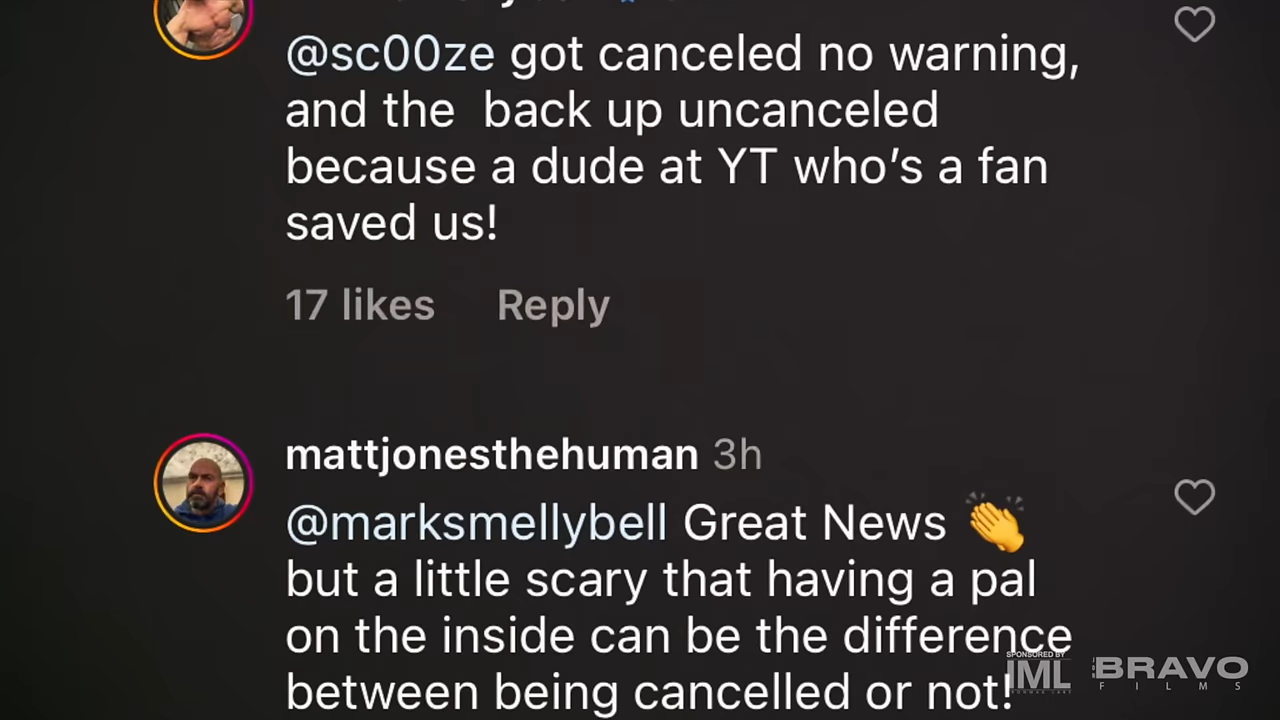 @sc00ze got canceled no warning,
and the back up uncanceled
because a dude at YT who's a fan
saved us!
17 likes Reply
mattjonesthehuman 3h
@marksmellybell Great News 👏
but a little scary that having a pal
on the inside can be the difference
between being cancelled or not!
SPONSORED BY
IML
BRAVO
FILMS